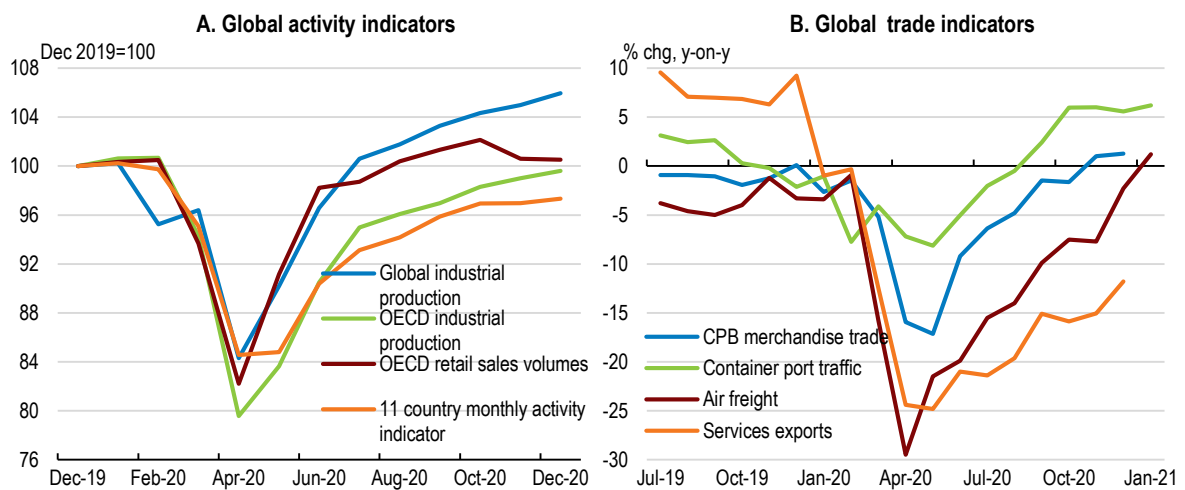 A. Global activity indicators
Dec 2019=100
108
104
100
96
92
88
84
80
76
Dec-19 Feb-20 Apr-20 Jun-20 Aug-20 Oct-20 Dec-20
Global industrial
production
OECD industrial
production
OECD retail sales volumes
11 country monthly activity
indicator
B. Global trade indicators
% chg, y-on-y
10
5
0
-5
-10
-15
-20
-25
-30
Jul-19 Oct-19 Jan-20 Apr-20 Jul-20 Oct-20 Jan-21
CPB merchandise trade
Container port traffic
Air freight
Services exports